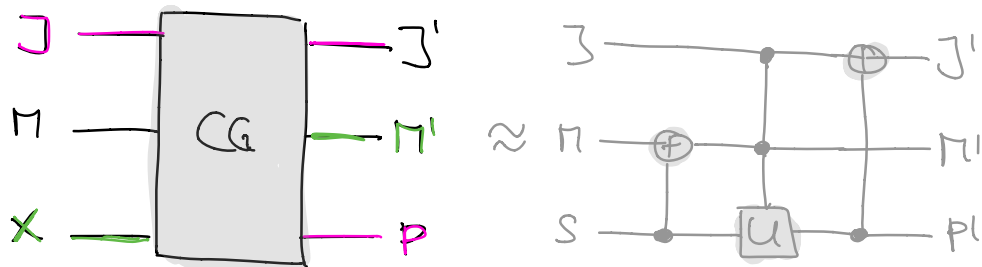 J J' J J'
M CG M' ≈ M + + M'
X P S U P'